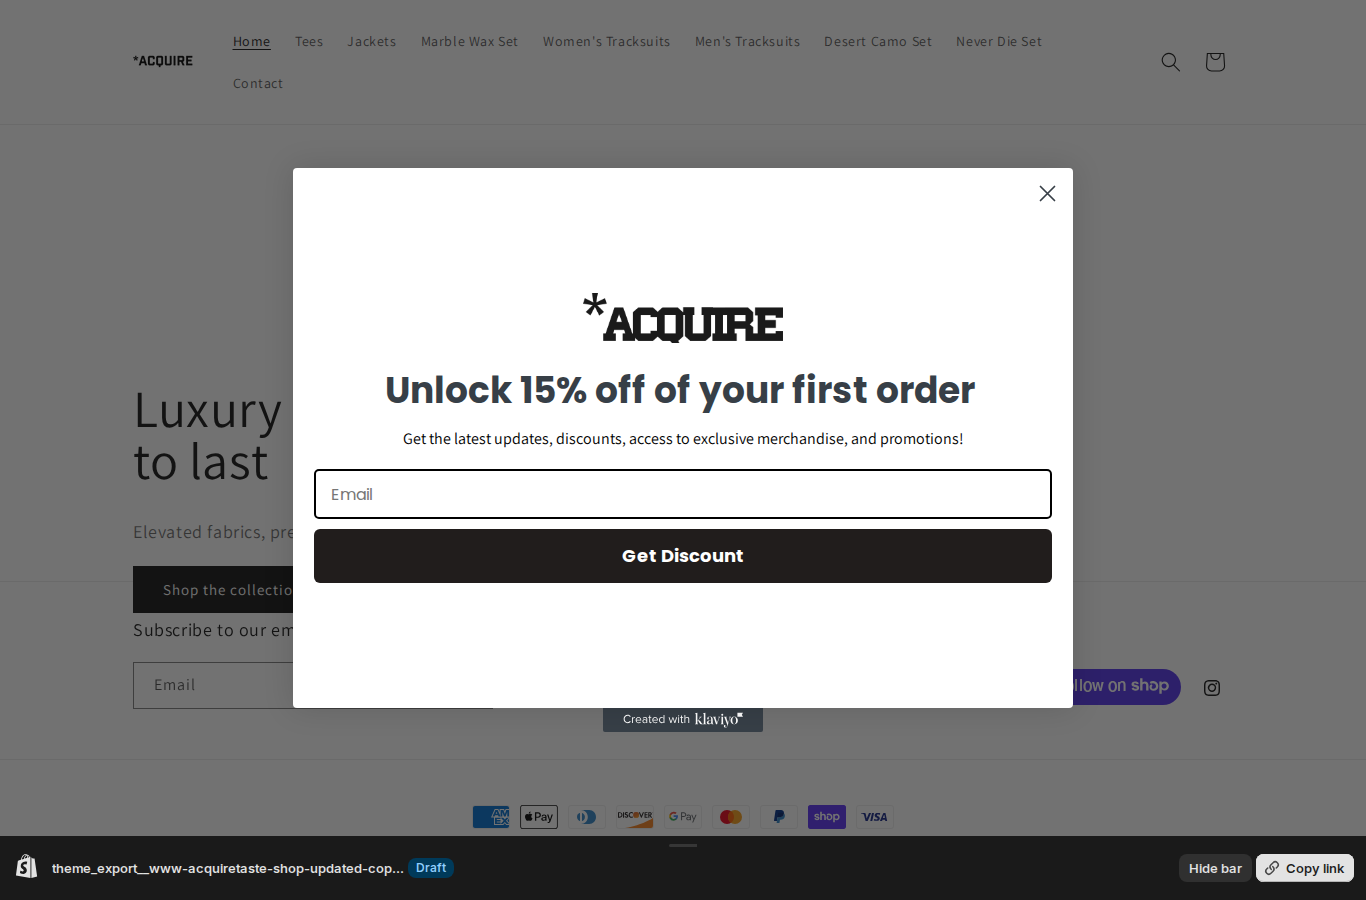 *ACQUIRE
Home Tees Jackets Marble Wax Set Women's Tracksuits Men's Tracksuits Desert Camo Set Never Die Set
Contact
*ACQUIRE
Unlock 15% off of your first order
Get the latest updates, discounts, access to exclusive merchandise, and promotions!
Email
Get Discount
Luxury
to last
Elevated fabrics, pre
Shop the collectio
Subscribe to our em
Email
llow on shop
Created with klaviyo
AM EX
Pay
DISCOVER
G Pay
shop
VISA
theme_export__www-acquiretaste-shop-updated-cop... Draft
Hide bar
Copy link